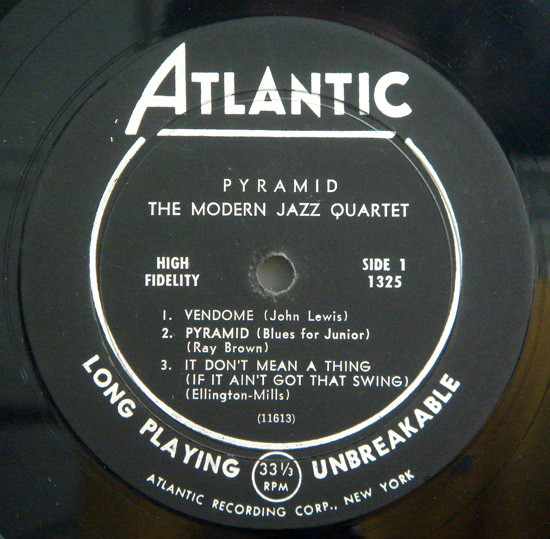 ATLANTIC
PYRAMID
THE MODERN JAZZ QUARTET
HIGH
FIDELITY
SIDE 1
1325
1. VENDOME (John Lewis)
2. PYRAMID (Blues for Junior)
(Ray Brown)
3. IT DON'T MEAN A THING
(IF IT AIN'T GOT THAT SWING)
(Ellington-Mills)
(11613)
LONG PLAYING 33 1/3 RPM UNBREAKABLE
ATLANTIC RECORDING CORP., NEW YORK